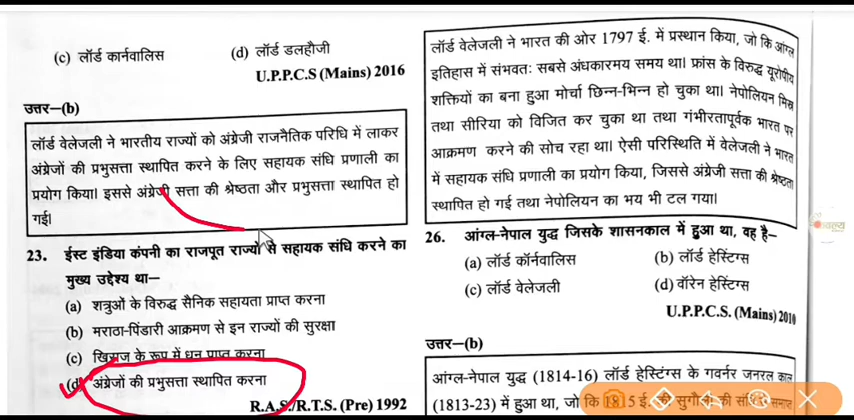 (c) लॉर्ड कार्नवालिस (d) लॉर्ड डलहौजी
U.P.P.C.S (Mains) 2016
उत्तर–(b)
लॉर्ड वेलेजली ने भारतीय राज्यों को अंग्रेजी राजनैतिक परिधि में लाकर
अंग्रेजों की प्रभुसत्ता स्थापित करने के लिए सहायक संधि प्रणाली का
प्रयोग किया। इससे अंग्रेजी सत्ता की श्रेष्ठता और प्रभुसत्ता स्थापित हो
गई।
23. ईस्ट इंडिया कंपनी का राजपूत राज्यों से सहायक संधि करने का
मुख्य उद्देश्य था–
(a) शत्रुओं के विरुद्ध सैनिक सहायता प्राप्त करना
(b) मराठा-पिंडारी आक्रमण से इन राज्यों की सुरक्षा
(c) खिराज के रूप में धन प्राप्त करना
(d) अंग्रेजों की प्रभुसत्ता स्थापित करना
R.A.S./R.T.S. (Pre) 1992
लॉर्ड वेलेजली ने भारत की ओर 1797 ई. में प्रस्थान किया, जो कि आंग्ल
इतिहास में संभवतः सबसे अंधकारमय समय था। फ्रांस के विरुद्ध यूरोपीय
शक्तियों का बना हुआ मोर्चा छिन्न-भिन्न हो चुका था। नेपोलियन मिस्र
तथा सीरिया को विजित कर चुका था तथा गंभीरतापूर्वक भारत पर
आक्रमण करने की सोच रहा था। ऐसी परिस्थिति में वेलेजली ने भारत
में सहायक संधि प्रणाली का प्रयोग किया, जिससे अंग्रेजी सत्ता की श्रेष्ठता
स्थापित हो गई तथा नेपोलियन का भय भी टल गया।
26. आंग्ल-नेपाल युद्ध जिसके शासनकाल में हुआ था, वह है–
(a) लॉर्ड कॉर्नवालिस (b) लॉर्ड हेस्टिंग्स
(c) लॉर्ड वेलेजली (d) वॉरेन हेस्टिंग्स
U.P.P.C.S. (Mains) 2010
उत्तर–(b)
आंग्ल-नेपाल युद्ध (1814-16) लॉर्ड हेस्टिंग्स के गवर्नर जनरल काल
(1813-23) में हुआ था, जो कि 1815 ई. की सुगौली की संधि